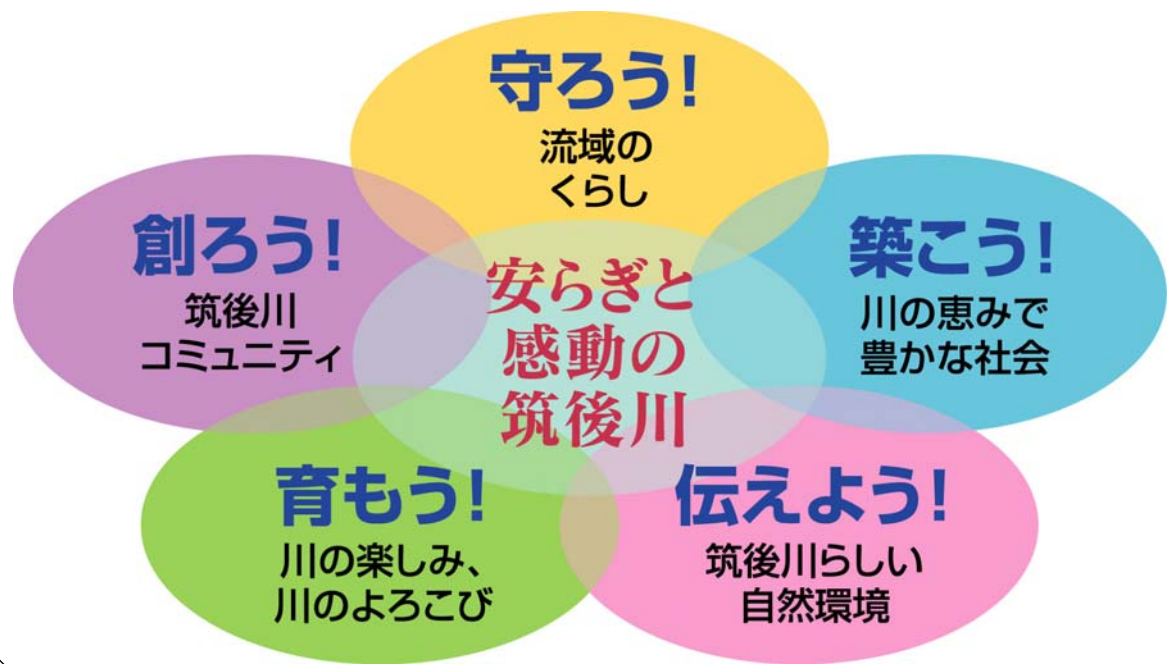 守ろう!
流域の
くらし
創ろう!
筑後川
コミュニティ
築こう!
川の恵みで
豊かな社会
安らぎと
感動の
筑後川
育もう!
川の楽しみ、
川のよろこび
伝えよう!
筑後川らしい
自然環境